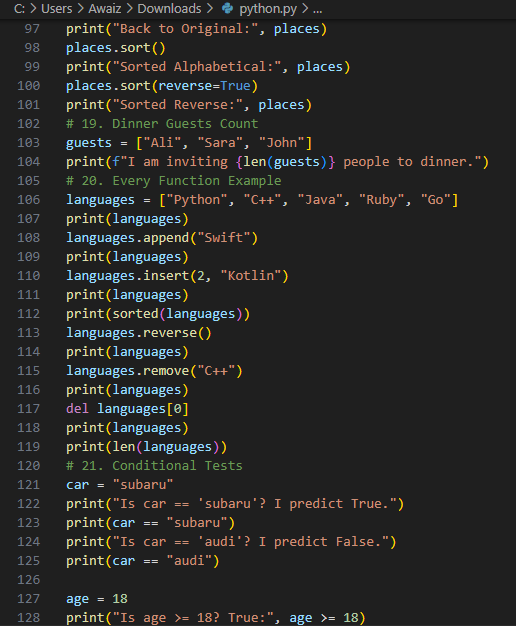 C: > Users > Awaiz > Downloads > python.py > ...
97 print("Back to Original:", places)
98 places.sort()
99 print("Sorted Alphabetical:", places)
100 places.sort(reverse=True)
101 print("Sorted Reverse:", places)
102 # 19. Dinner Guests Count
103 guests = ["Ali", "Sara", "John"]
104 print(f"I am inviting {len(guests)} people to dinner.")
105 # 20. Every Function Example
106 languages = ["Python", "C++", "Java", "Ruby", "Go"]
107 print(languages)
108 languages.append("Swift")
109 print(languages)
110 languages.insert(2, "Kotlin")
111 print(languages)
112 print(sorted(languages))
113 languages.reverse()
114 print(languages)
115 languages.remove("C++")
116 print(languages)
117 del languages[0]
118 print(languages)
119 print(len(languages))
120 # 21. Conditional Tests
121 car = "subaru"
122 print("Is car == 'subaru'? I predict True.")
123 print(car == "subaru")
124 print("Is car == 'audi'? I predict False.")
125 print(car == "audi")
126
127 age = 18
128 print("Is age >= 18? True:", age >= 18)